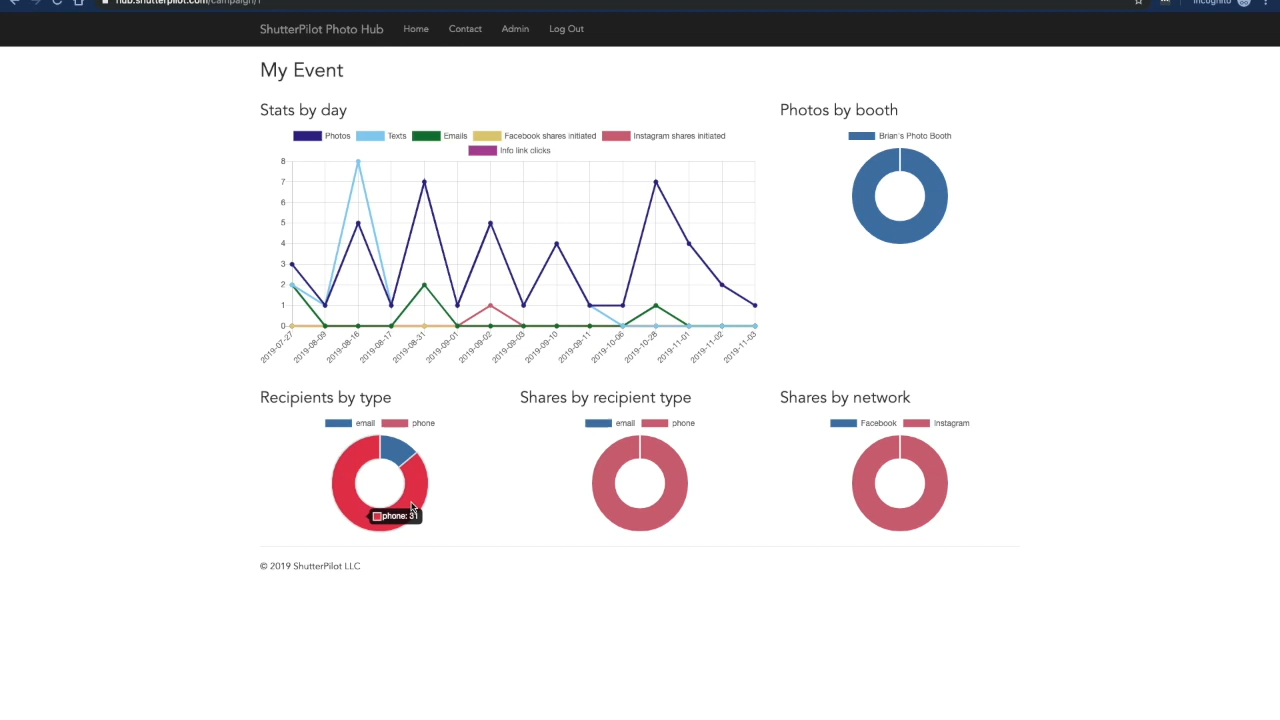 hub.shutterpilot.com/campaign/1
Incognito
ShutterPilot Photo Hub Home Contact Admin Log Out
My Event
Stats by day
Photos Texts Emails Facebook shares initiated Instagram shares initiated
Info link clicks
8
7
6
5
4
3
2
1
0
2019-07-27 2019-08-09 2019-08-16 2019-08-17 2019-08-31 2019-09-01 2019-09-02 2019-09-03 2019-09-10 2019-09-11 2019-10-06 2019-10-28 2019-11-01 2019-11-02 2019-11-03
Photos by booth
Brian's Photo Booth
Recipients by type
email phone
phone: 31
Shares by recipient type
email phone
Shares by network
Facebook Instagram
© 2019 ShutterPilot LLC